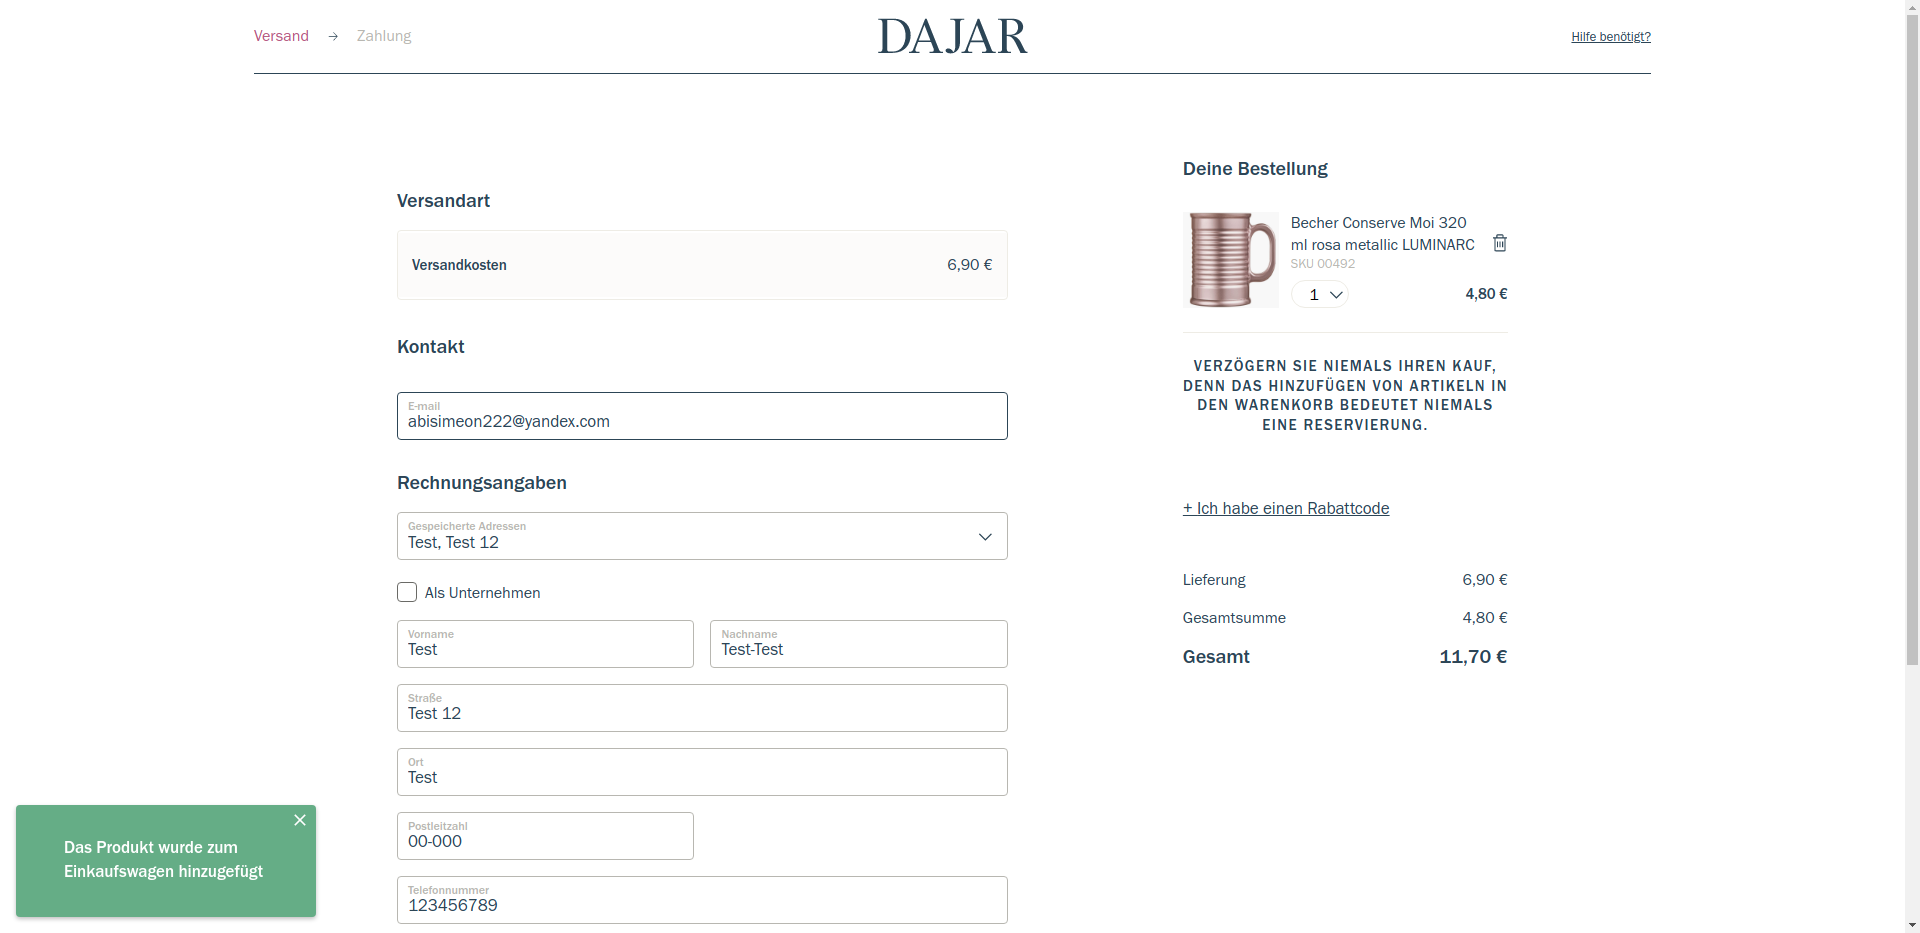 Versand → Zahlung
DAJAR
Hilfe benötigt?
Versandart
Versandkosten 6,90 €
Kontakt
E-mail
abisimeon222@yandex.com
Rechnungsangaben
Gespeicherte Adressen
Test, Test 12
Als Unternehmen
Vorname
Test
Nachname
Test-Test
Straße
Test 12
Ort
Test
Postleitzahl
00-000
Telefonnummer
123456789
Deine Bestellung
Becher Conserve Moi 320
ml rosa metallic LUMINARC
SKU 00492
1
4,80 €
VERZÖGERN SIE NIEMALS IHREN KAUF,
DENN DAS HINZUFÜGEN VON ARTIKELN IN
DEN WARENKORB BEDEUTET NIEMALS
EINE RESERVIERUNG.
+ Ich habe einen Rabattcode
Lieferung 6,90 €
Gesamtsumme 4,80 €
Gesamt 11,70 €
Das Produkt wurde zum
Einkaufswagen hinzugefügt